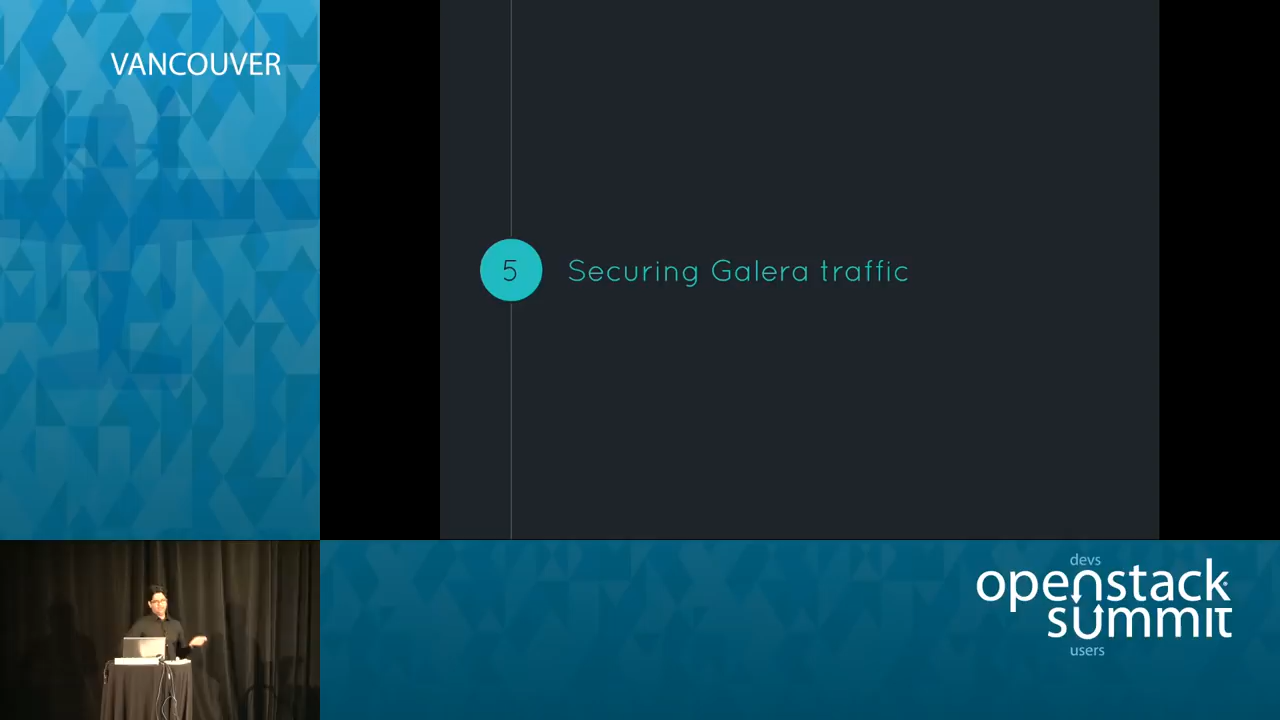 VANCOUVER
5 Securing Galera traffic
devs
openstack
summit
users